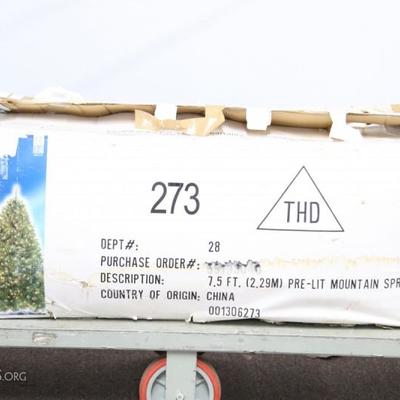 273
THD
DEPT#: 28
PURCHASE ORDER#:
DESCRIPTION: 7.5 FT. (2.29M) PRE-LIT MOUNTAIN SPR
COUNTRY OF ORIGIN: CHINA
001306273
.ORG